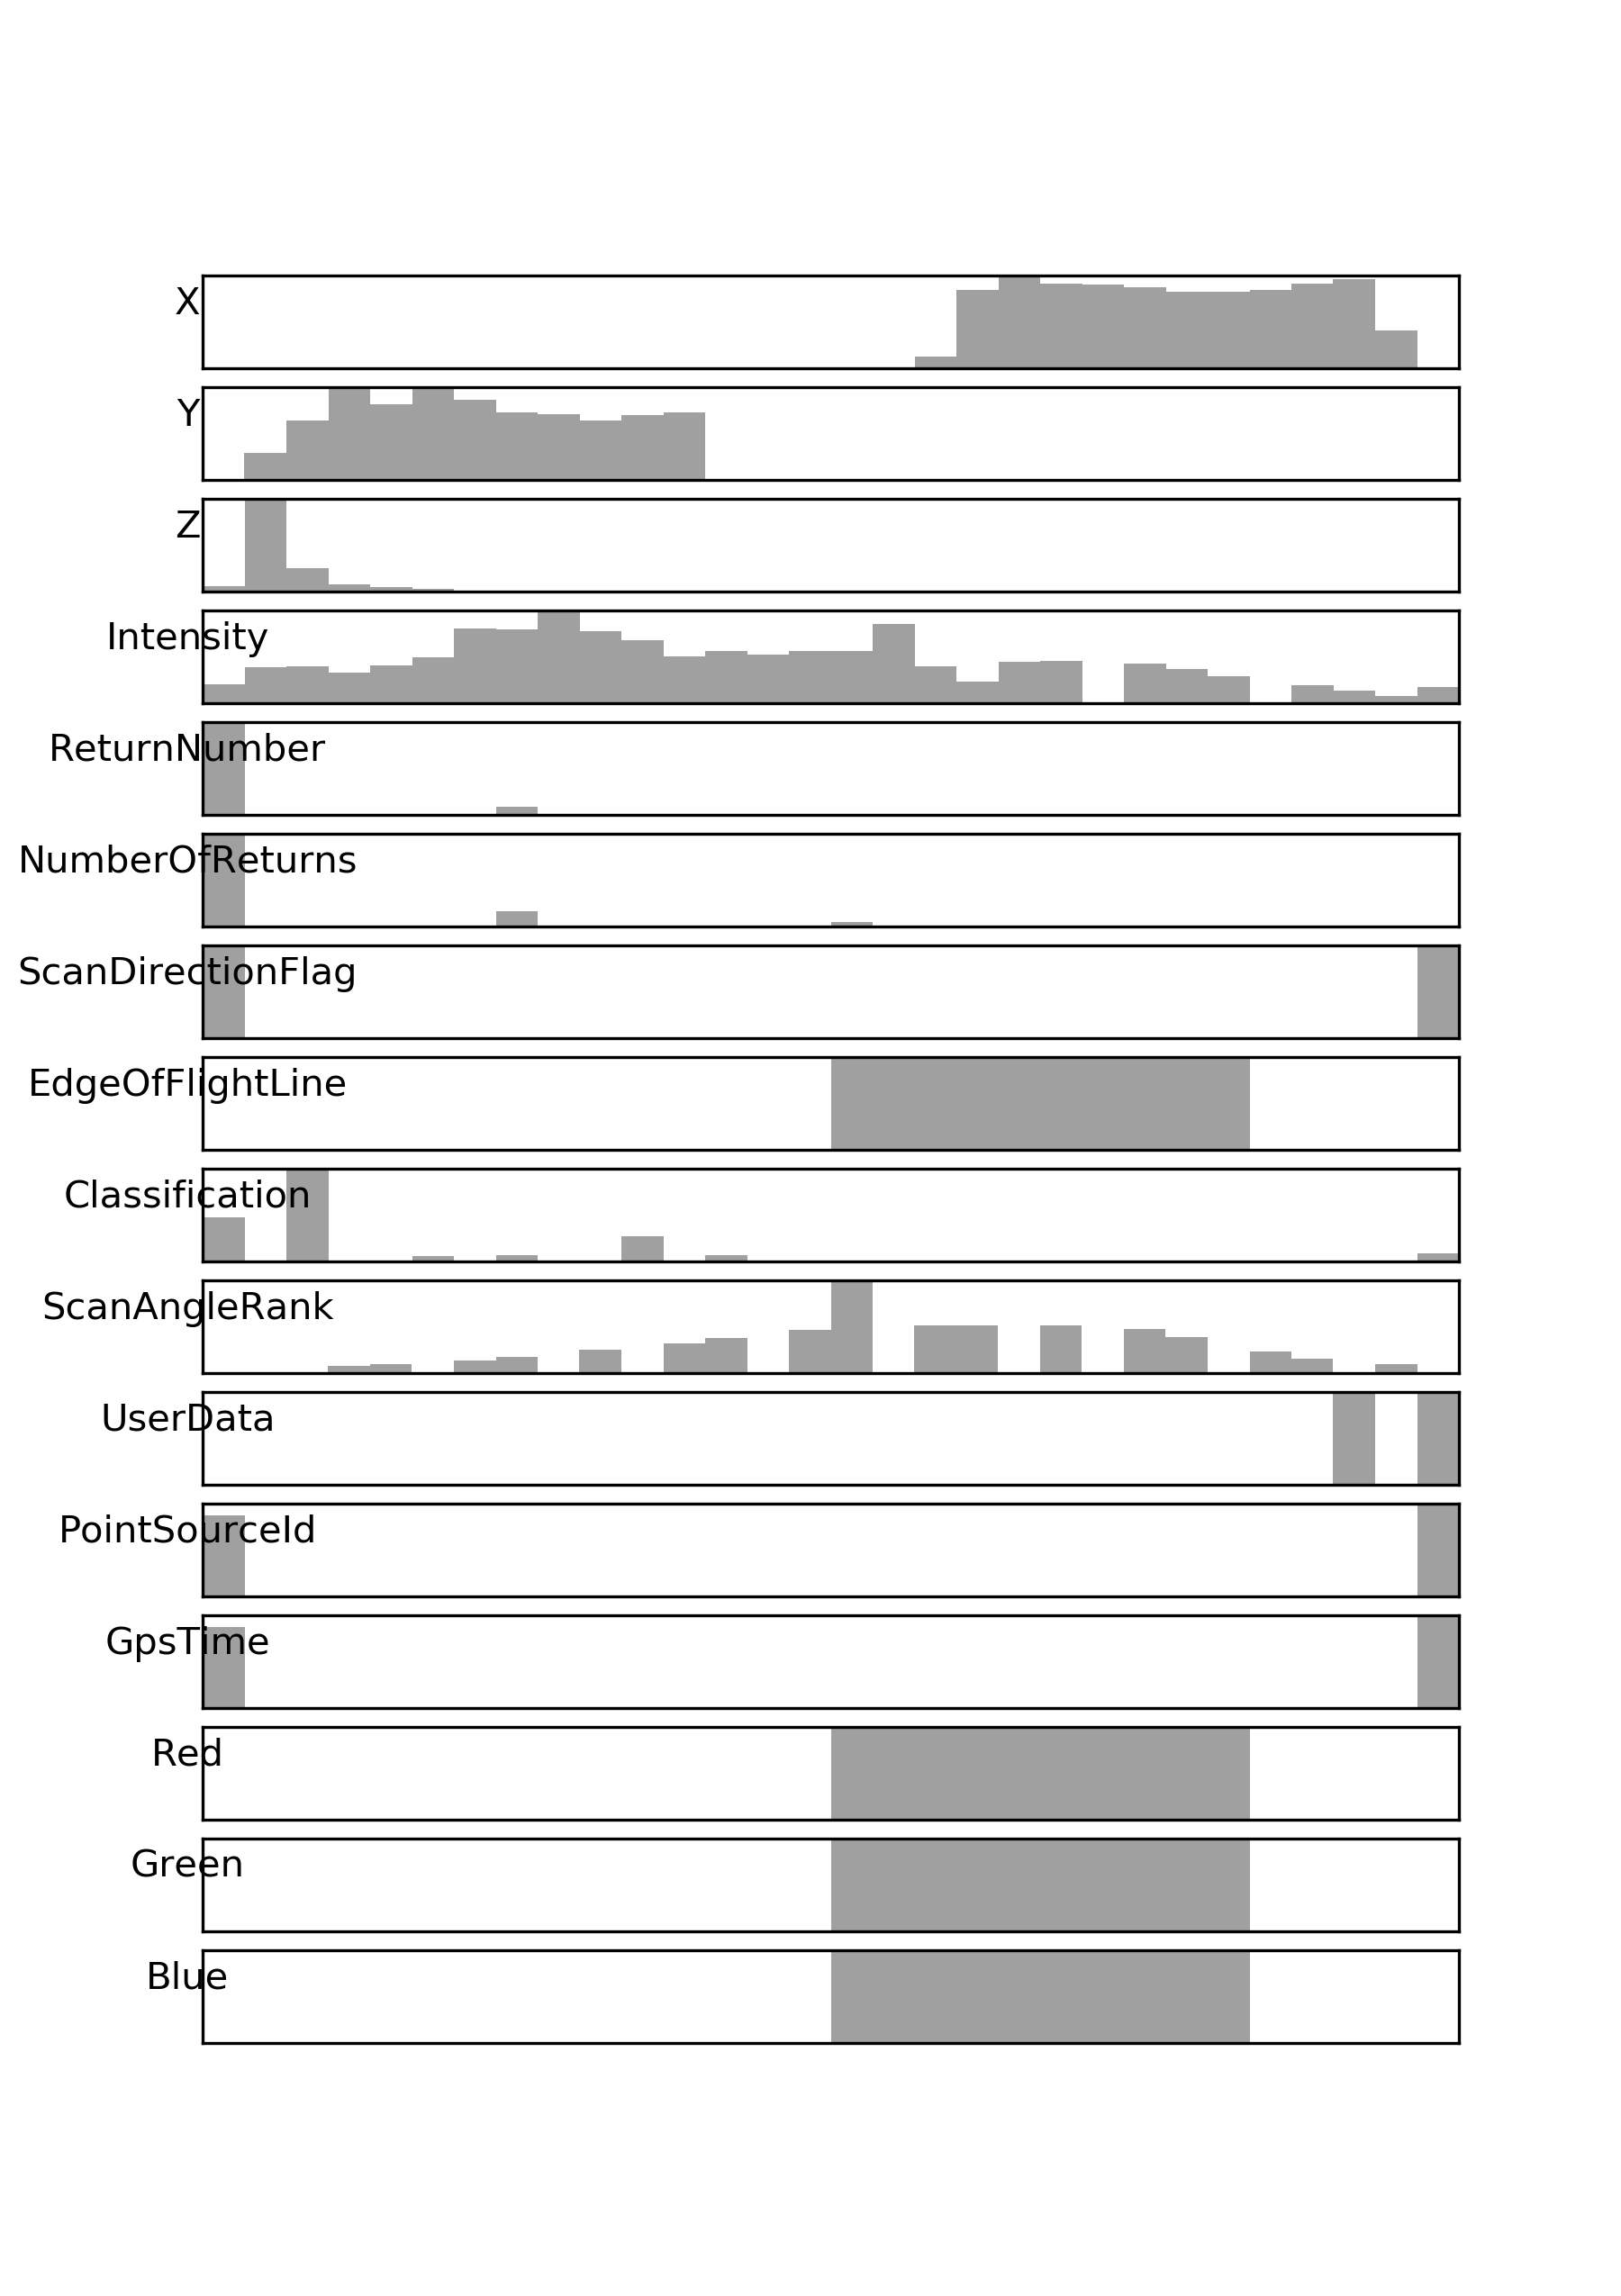 X
Y
Z
Intensity
ReturnNumber
NumberOfReturns
ScanDirectionFlag
EdgeOfFlightLine
Classification
ScanAngleRank
UserData
PointSourceId
GpsTime
Red
Green
Blue